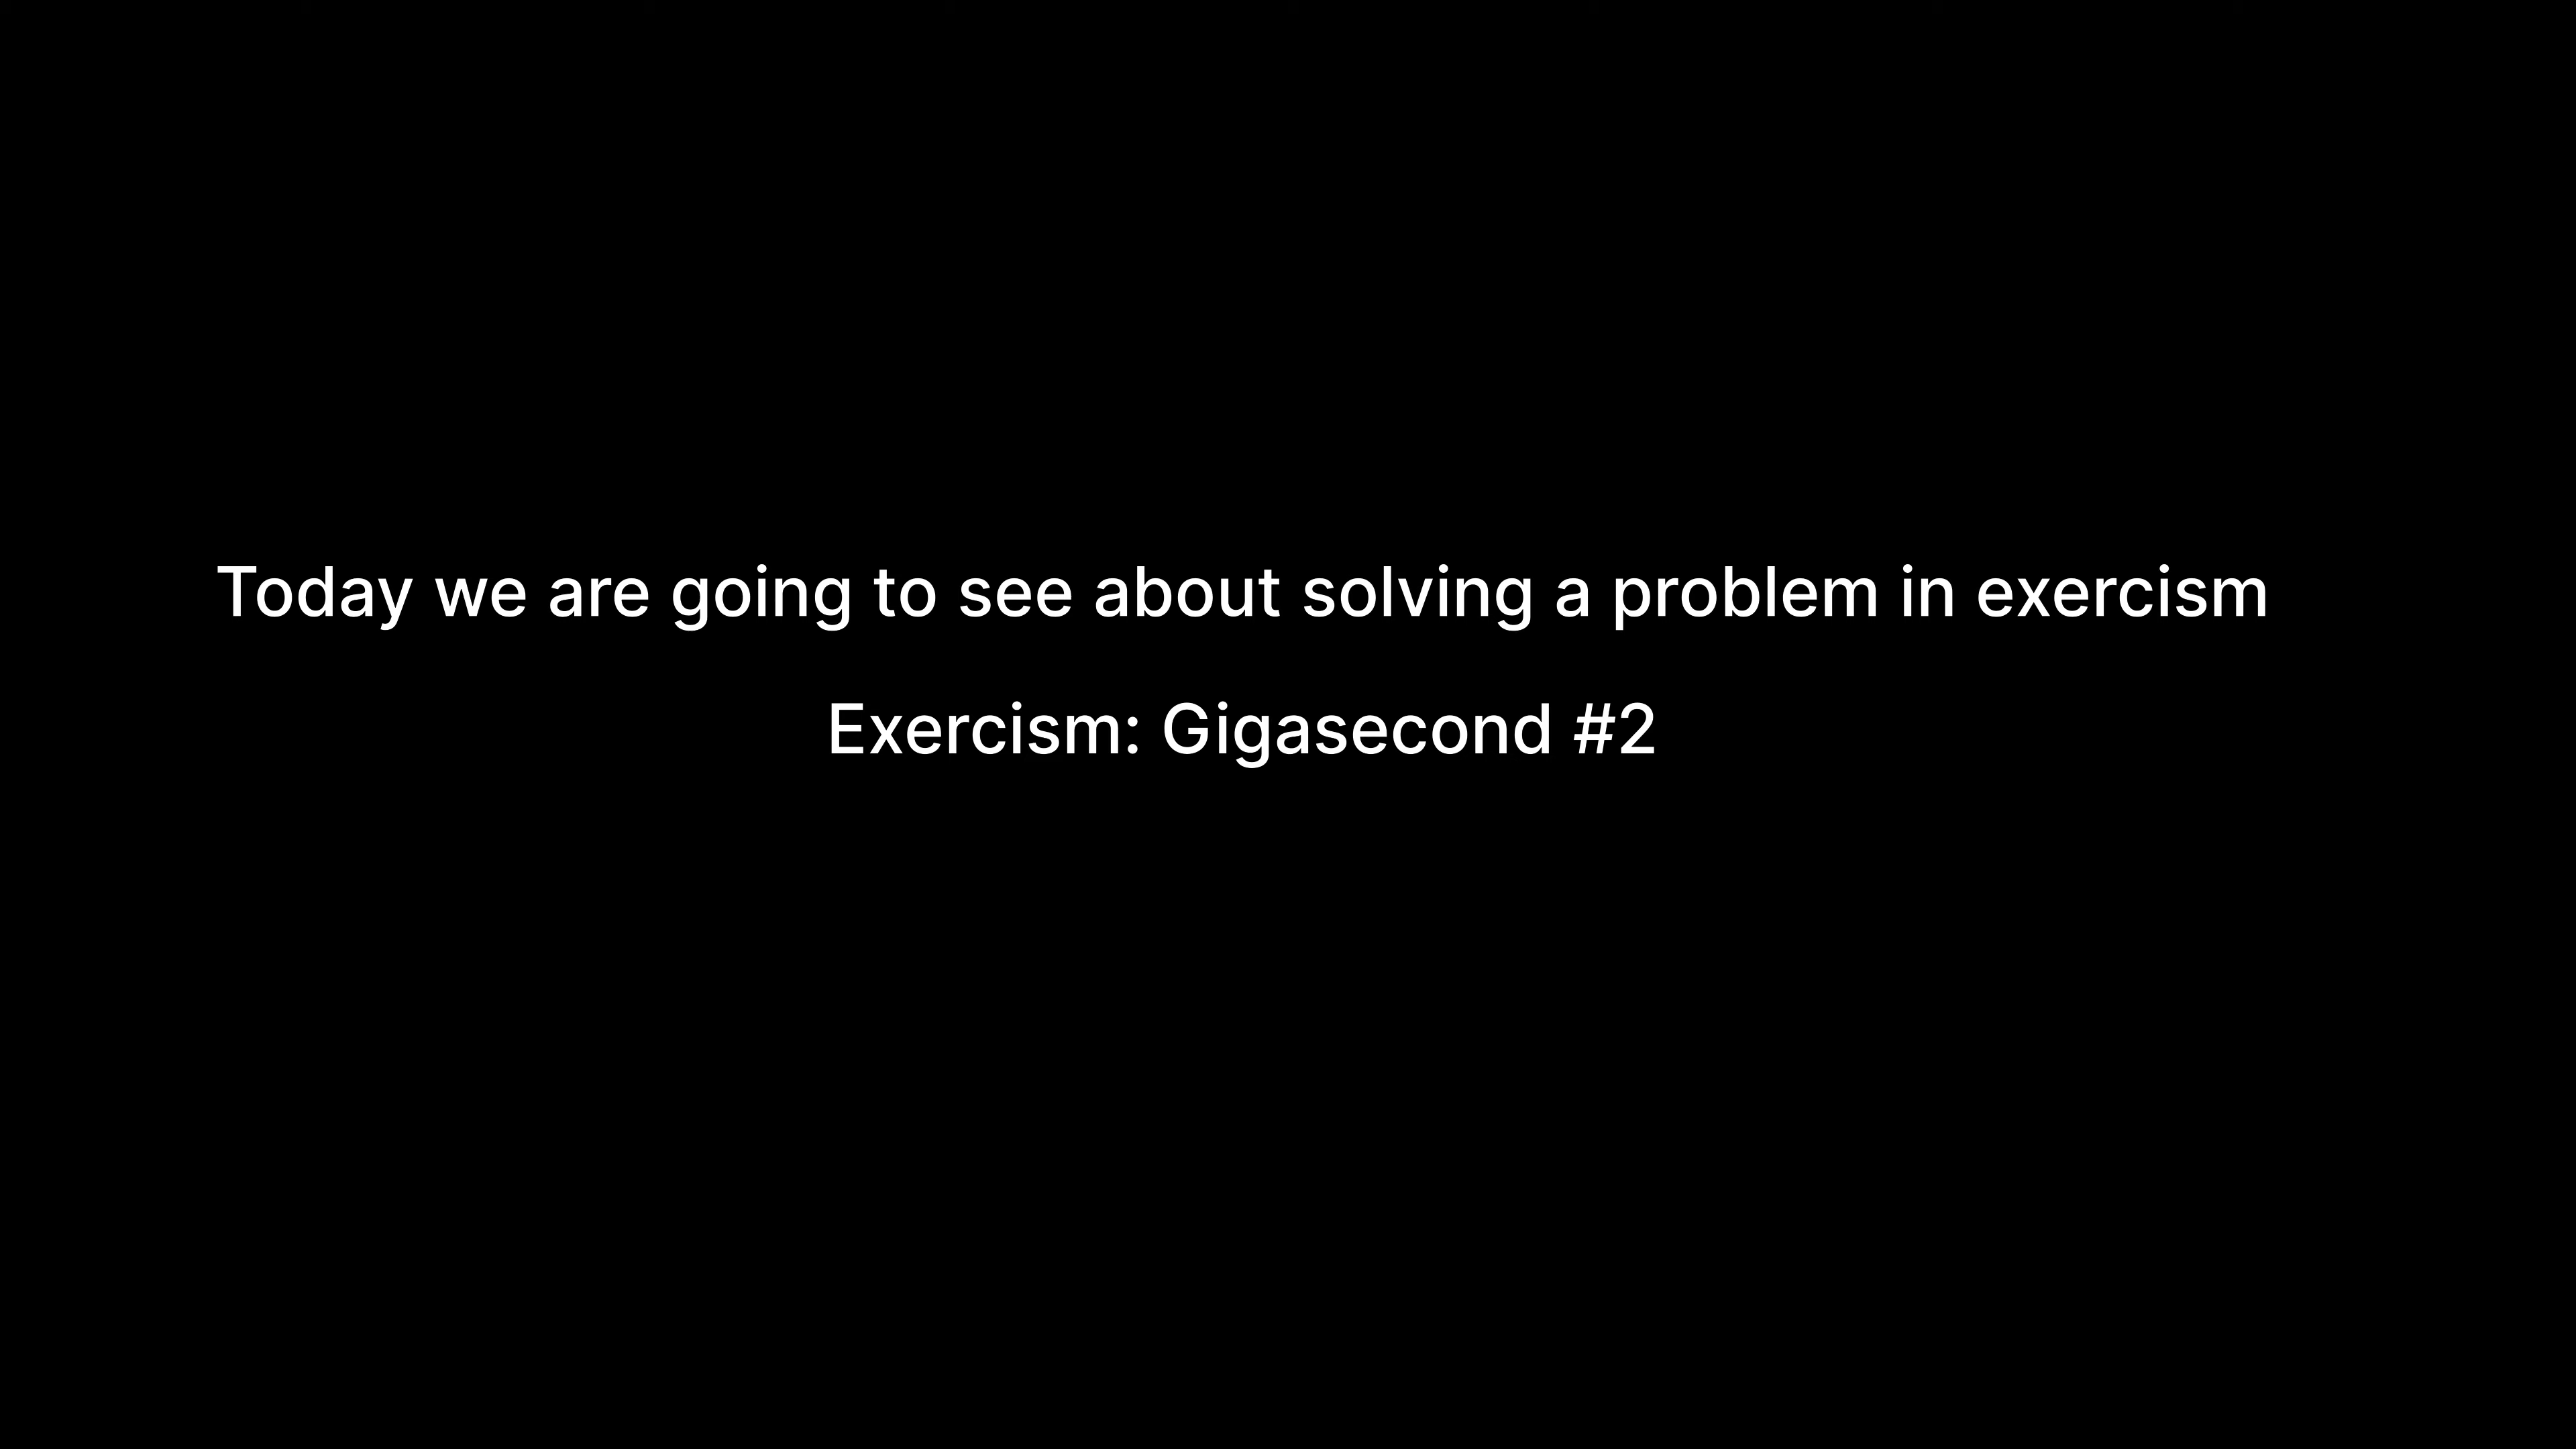 Today we are going to see about solving a problem in exercism
Exercism: Gigasecond #2